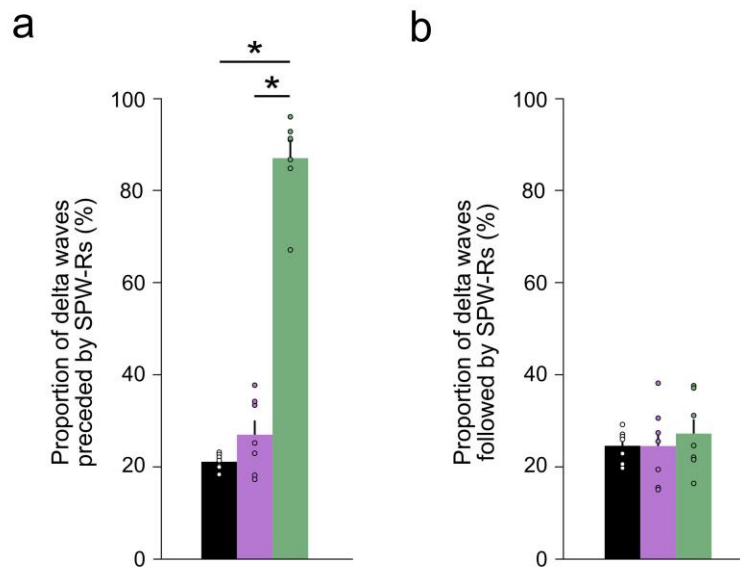 a
b
*
*
100
80
60
40
20
0
Proportion of delta waves
preceded by SPW-Rs (%)
100
80
60
40
20
0
Proportion of delta waves
followed by SPW-Rs (%)